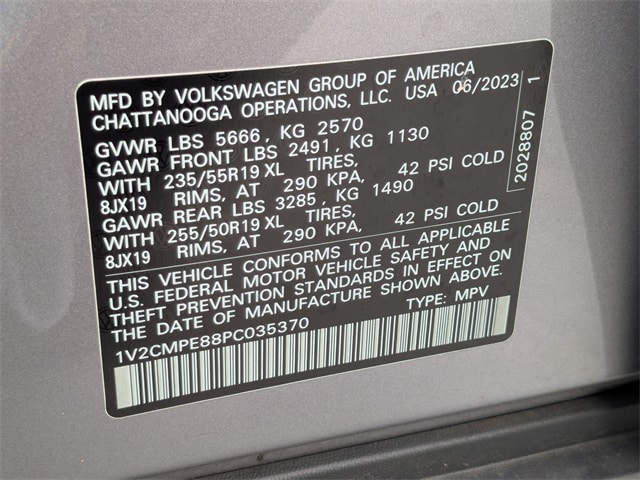 MFD BY VOLKSWAGEN GROUP OF AMERICA
CHATTANOOGA OPERATIONS, LLC. USA 06/2023
GVWR LBS 5666, KG 2570
GAWR FRONT LBS 2491, KG 1130
WITH 235/55R19 XL TIRES,
8JX19 RIMS, AT 290 KPA, 42 PSI COLD
GAWR REAR LBS 3285, KG 1490
WITH 255/50R19 XL TIRES,
8JX19 RIMS, AT 290 KPA, 42 PSI COLD
THIS VEHICLE CONFORMS TO ALL APPLICABLE
U.S. FEDERAL MOTOR VEHICLE SAFETY AND
THEFT PREVENTION STANDARDS IN EFFECT ON
THE DATE OF MANUFACTURE SHOWN ABOVE.
1V2CMPE88PC035370 TYPE: MPV
2028807 1